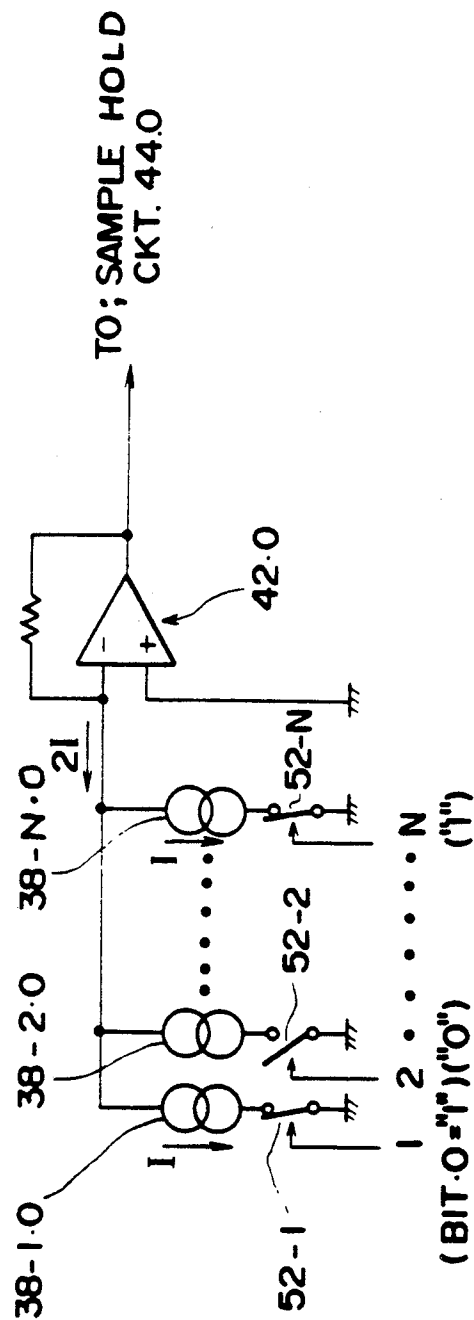 38-1·0
38-2·0
38-N·0
2I
I
I
TO; SAMPLE HOLD
CKT. 44.0
42·0
52-1
52-2
52-N
1 2 · · · · · · N
(BIT·0="1")("0") ("1")